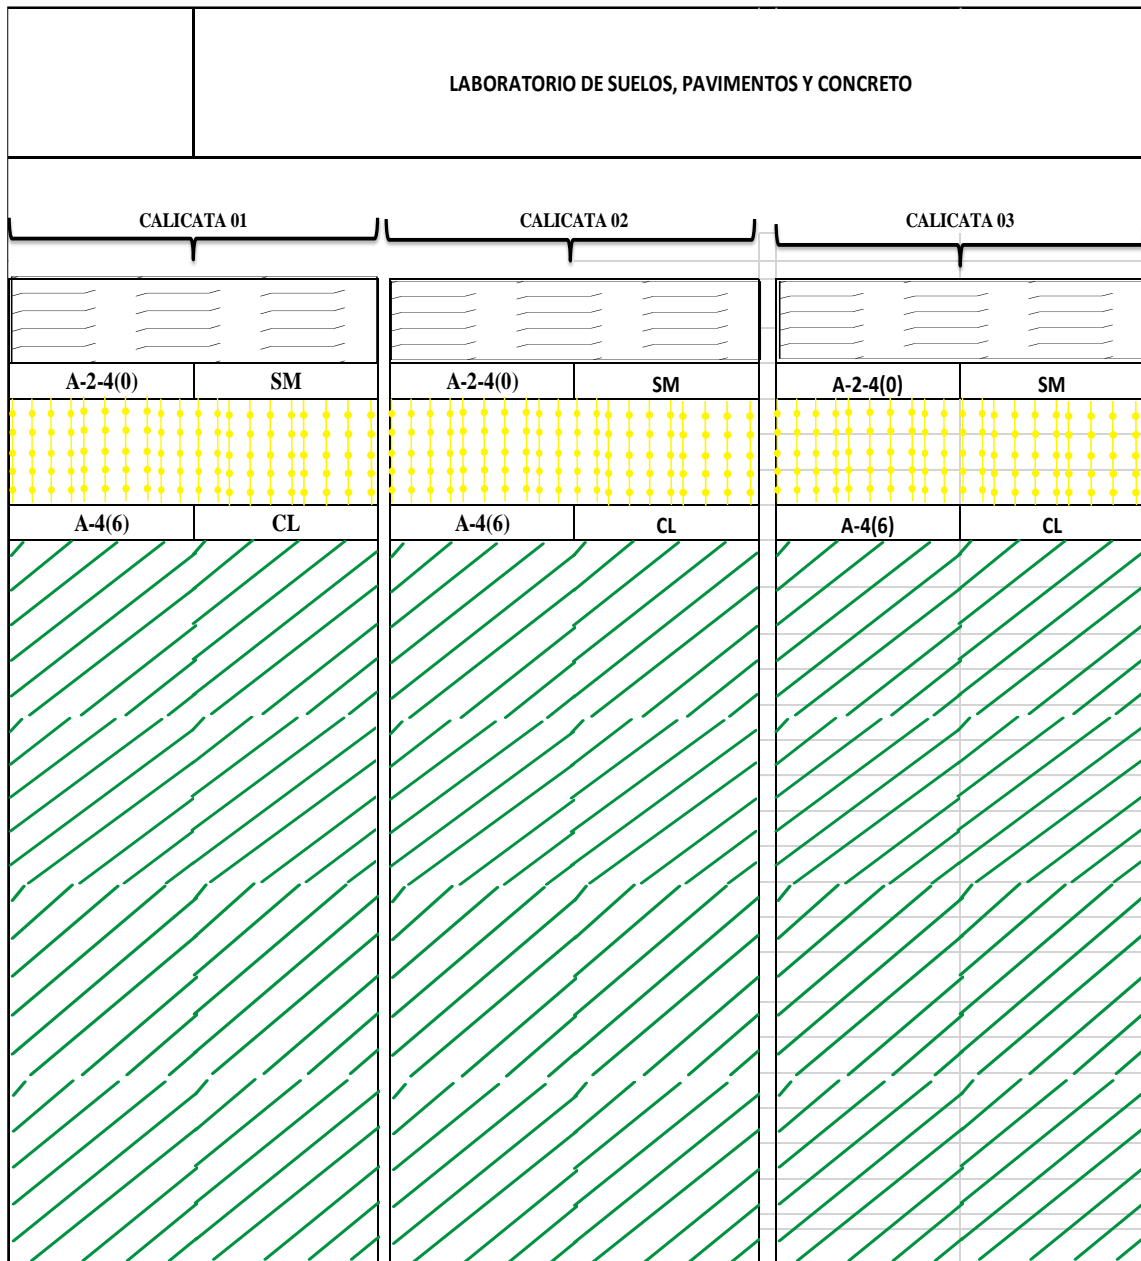 LABORATORIO DE SUELOS, PAVIMENTOS Y CONCRETO
CALICATA 01 CALICATA 02 CALICATA 03
A-2-4(0) SM A-2-4(0) SM A-2-4(0) SM
A-4(6) CL A-4(6) CL A-4(6) CL